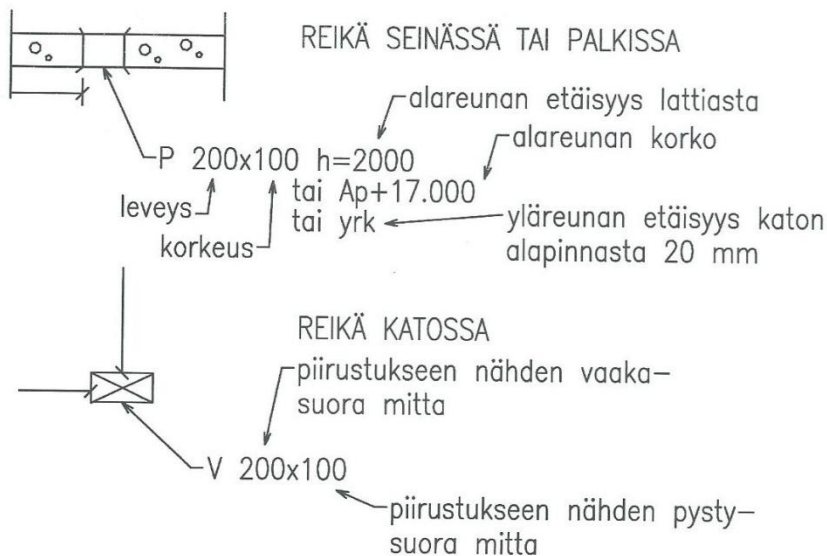 REIKÄ SEINÄSSÄ TAI PALKISSA
alareunan etäisyys lattiasta
alareunan korko
P 200x100 h=2000
tai Ap+17.000
leveys
tai yrk
yläreunan etäisyys katon
korkeus
alapinnasta 20 mm
REIKÄ KATOSSA
piirustukseen nähden vaaka–
suora mitta
V 200x100
piirustukseen nähden pysty–
suora mitta